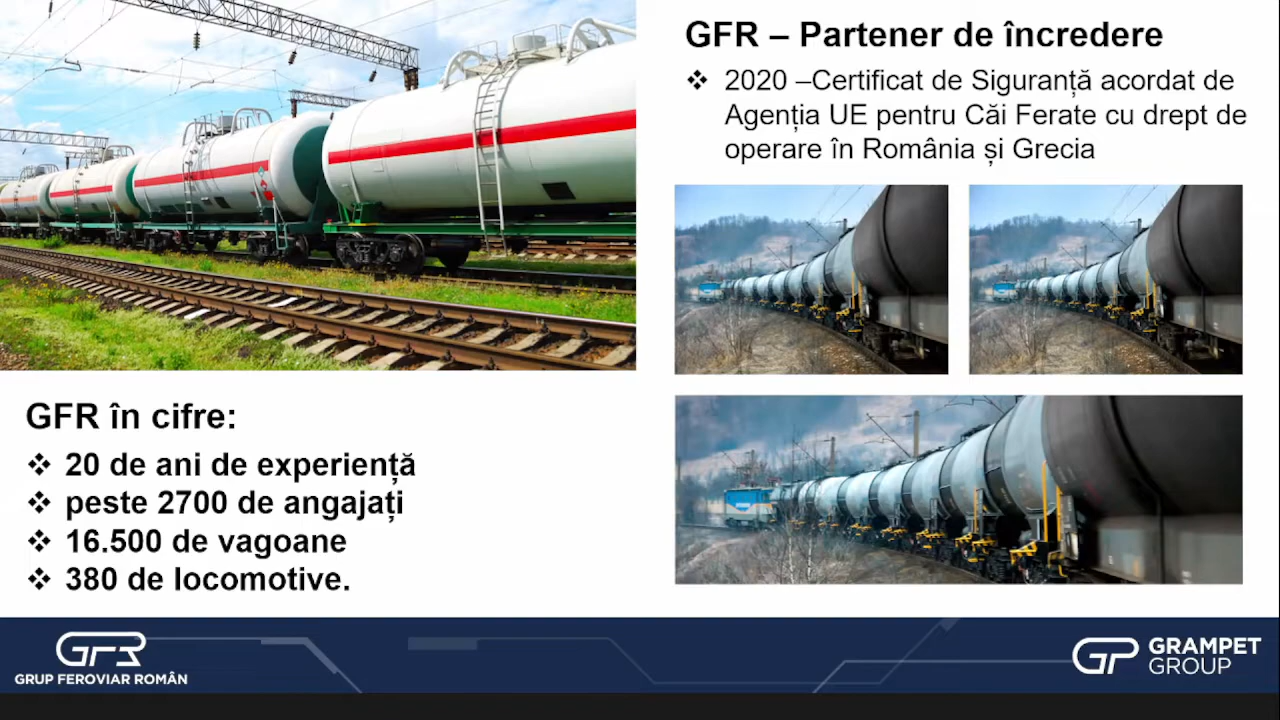 GFR – Partener de încredere
❖ 2020 –Certificat de Siguranță acordat de
Agenția UE pentru Căi Ferate cu drept de
operare în România și Grecia
GFR în cifre:
❖ 20 de ani de experiență
❖ peste 2700 de angajați
❖ 16.500 de vagoane
❖ 380 de locomotive.
GFR
GRUP FEROVIAR ROMÂN
GP GRAMPET
GROUP